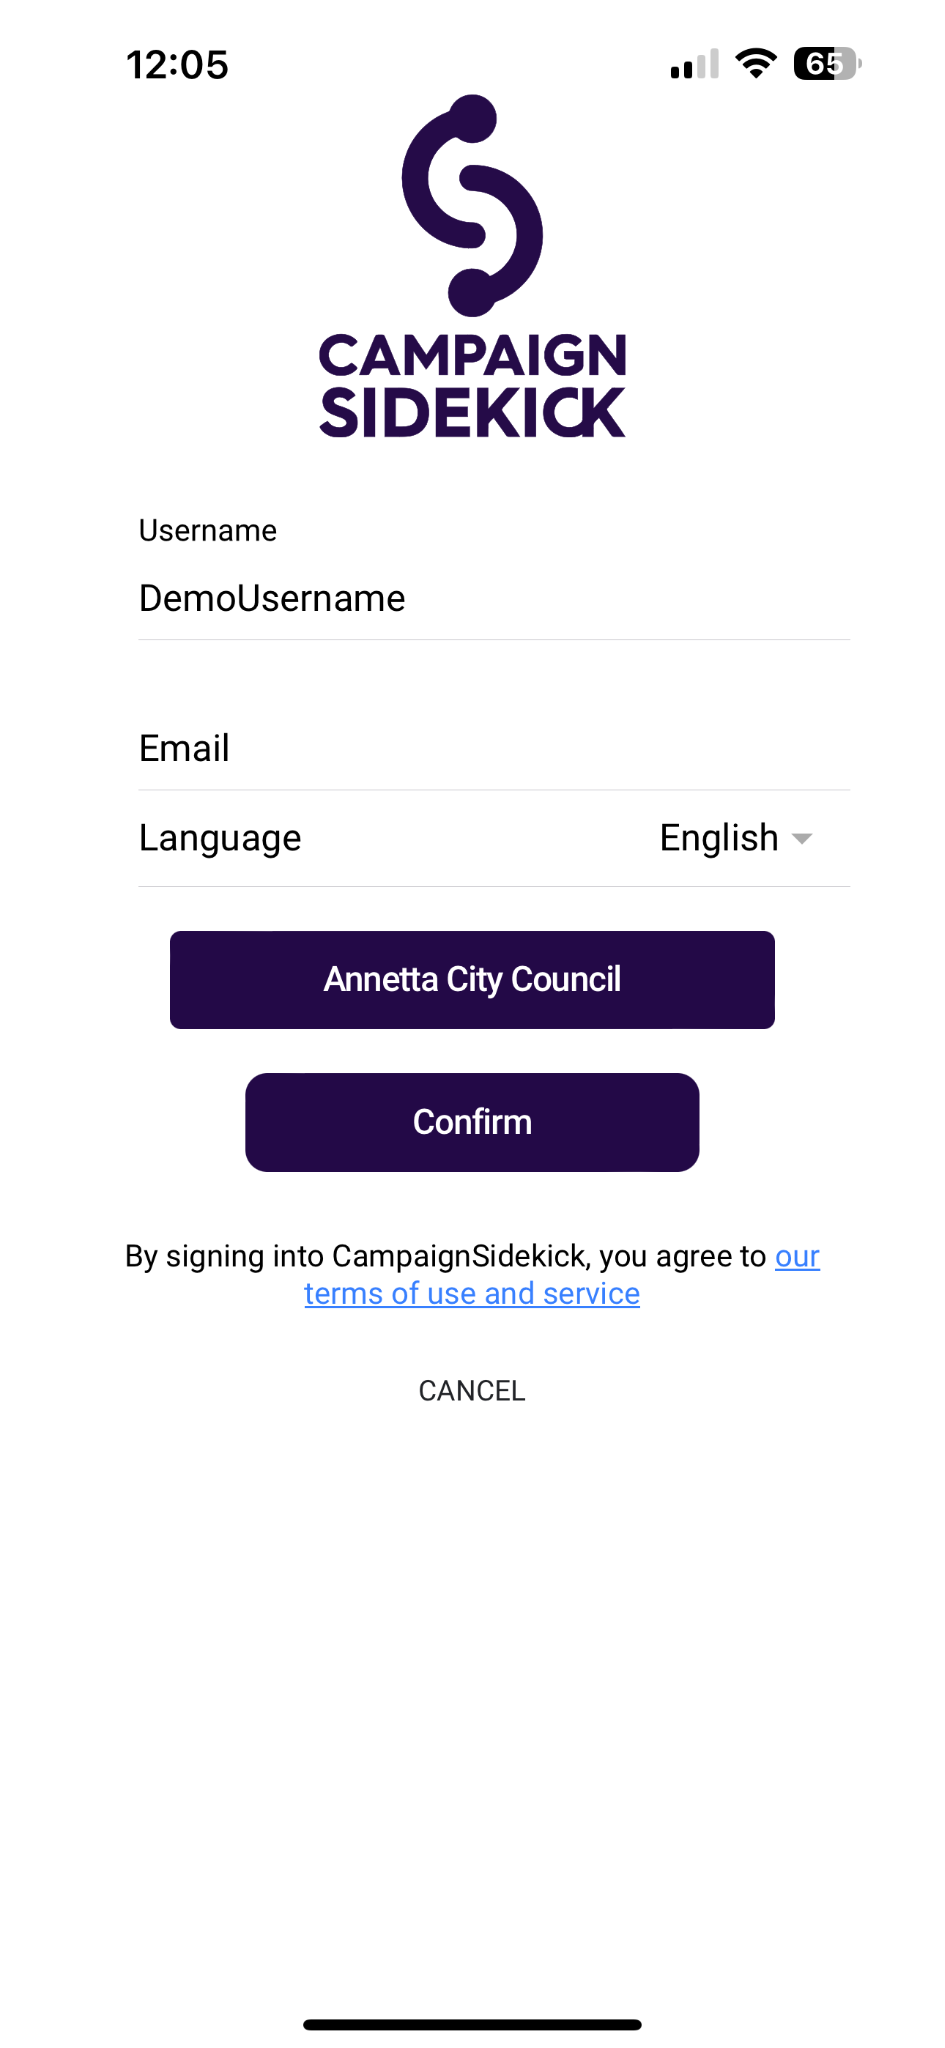 12:05
65
CAMPAIGN
SIDEKICK
Username
DemoUsername
Email
Language English
Annetta City Council
Confirm
By signing into CampaignSidekick, you agree to our
terms of use and service
CANCEL